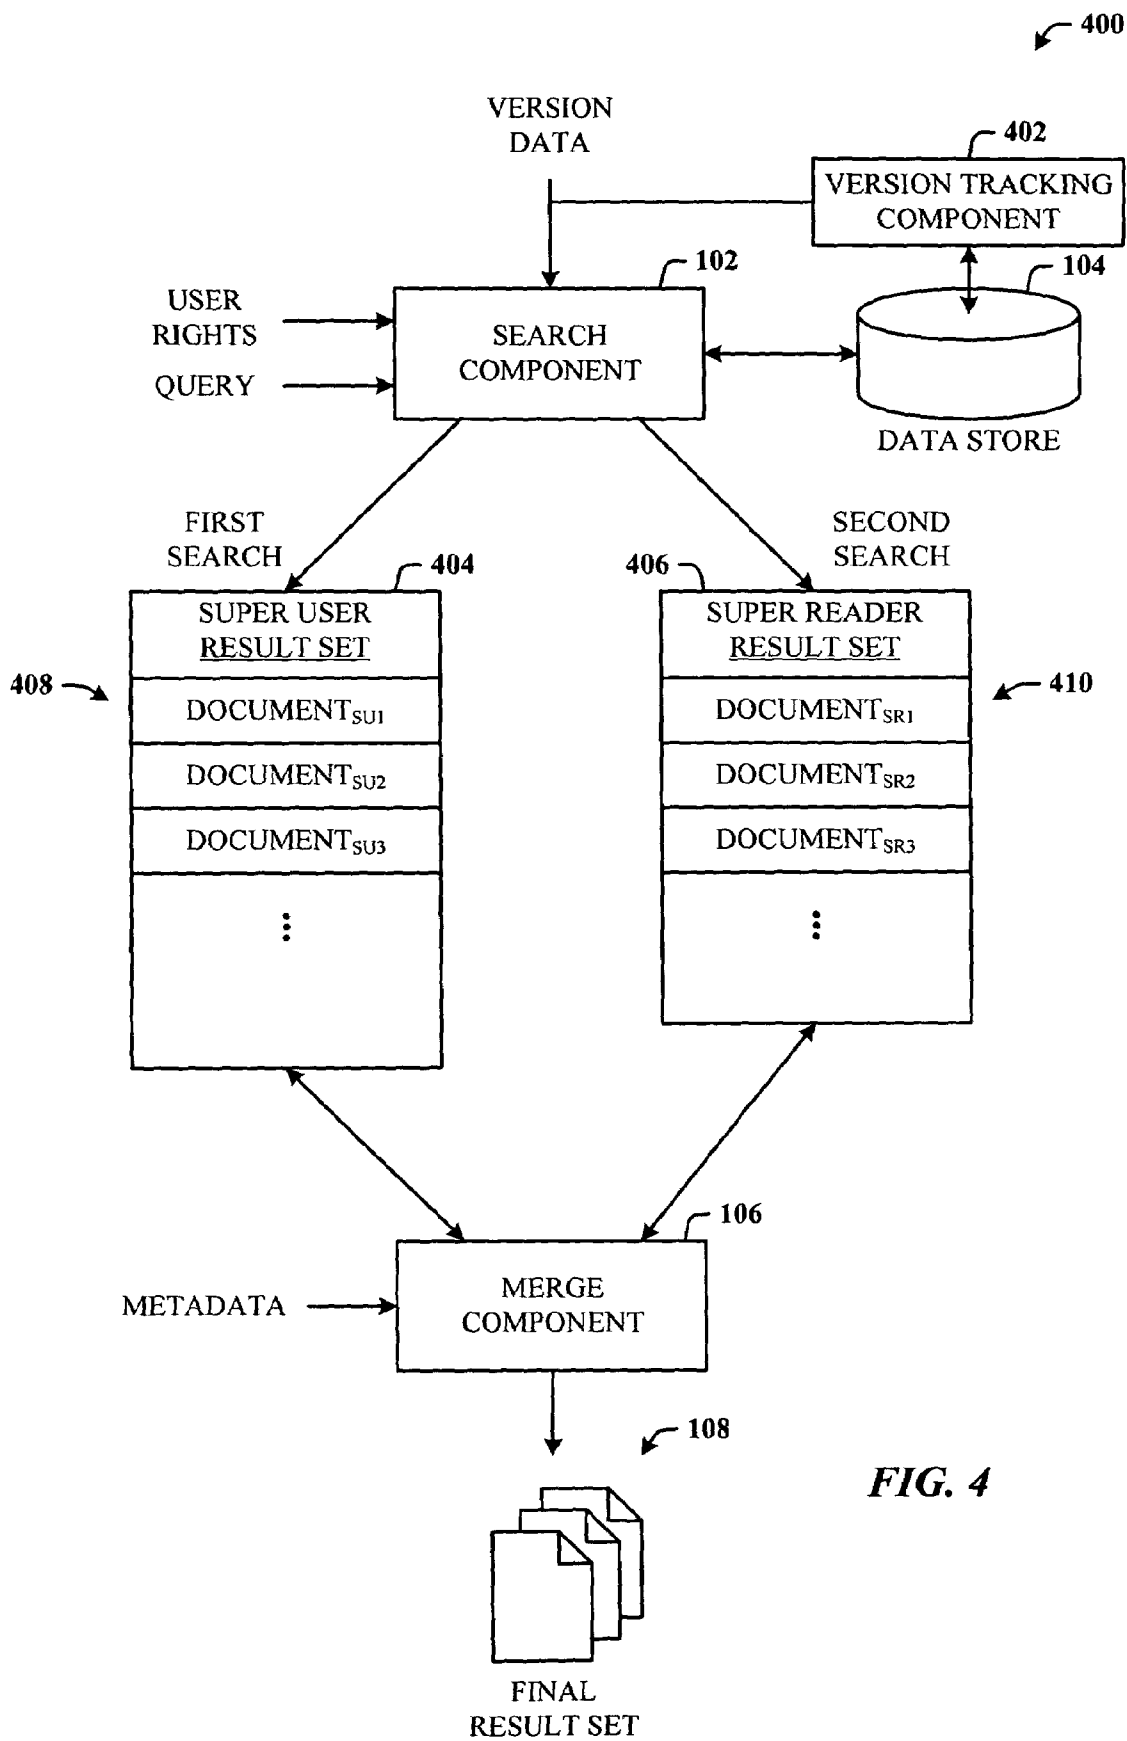 400
VERSION
DATA
402
VERSION TRACKING
COMPONENT
102
104
USER
RIGHTS
QUERY
SEARCH
COMPONENT
DATA STORE
FIRST
SEARCH
SECOND
SEARCH
404
406
SUPER USER
RESULT SET
SUPER READER
RESULT SET
408
410
DOCUMENTSU1
DOCUMENTSR1
DOCUMENTSU2
DOCUMENTSR2
DOCUMENTSU3
DOCUMENTSR3
106
METADATA
MERGE
COMPONENT
108
FIG. 4
FINAL
RESULT SET